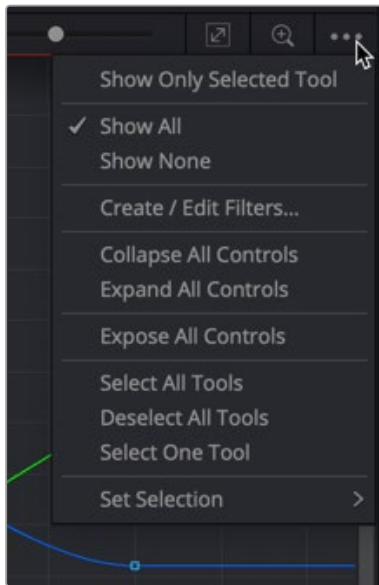 Show Only Selected Tool
Show All
Show None
Create / Edit Filters...
Collapse All Controls
Expand All Controls
Expose All Controls
Select All Tools
Deselect All Tools
Select One Tool
Set Selection